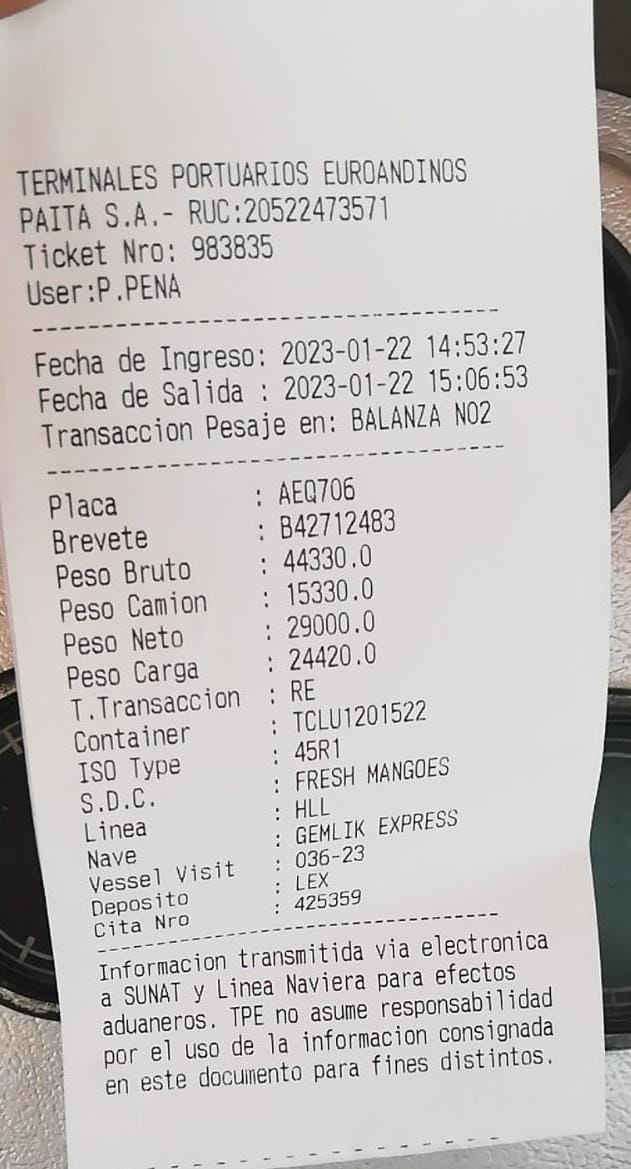 TERMINALES PORTUARIOS EUROANDINOS
PAITA S.A.- RUC:20522473571
Ticket Nro: 983835
User:P.PENA
Fecha de Ingreso: 2023-01-22 14:53:27
Fecha de Salida : 2023-01-22 15:06:53
Transaccion Pesaje en: BALANZA NO2
Placa : AEQ706
Brevete : B42712483
Peso Bruto : 44330.0
Peso Camion : 15330.0
Peso Neto : 29000.0
Peso Carga : 24420.0
T.Transaccion : RE
Container : TCLU1201522
ISO Type : 45R1
S.D.C. : FRESH MANGOES
Linea : HLL
Nave : GEMLIK EXPRESS
Vessel Visit : 036-23
Deposito : LEX
Cita Nro : 425359
Informacion transmitida via electronica
a SUNAT y Linea Naviera para efectos
aduaneros. TPE no asume responsabilidad
por el uso de la informacion consignada
en este documento para fines distintos.